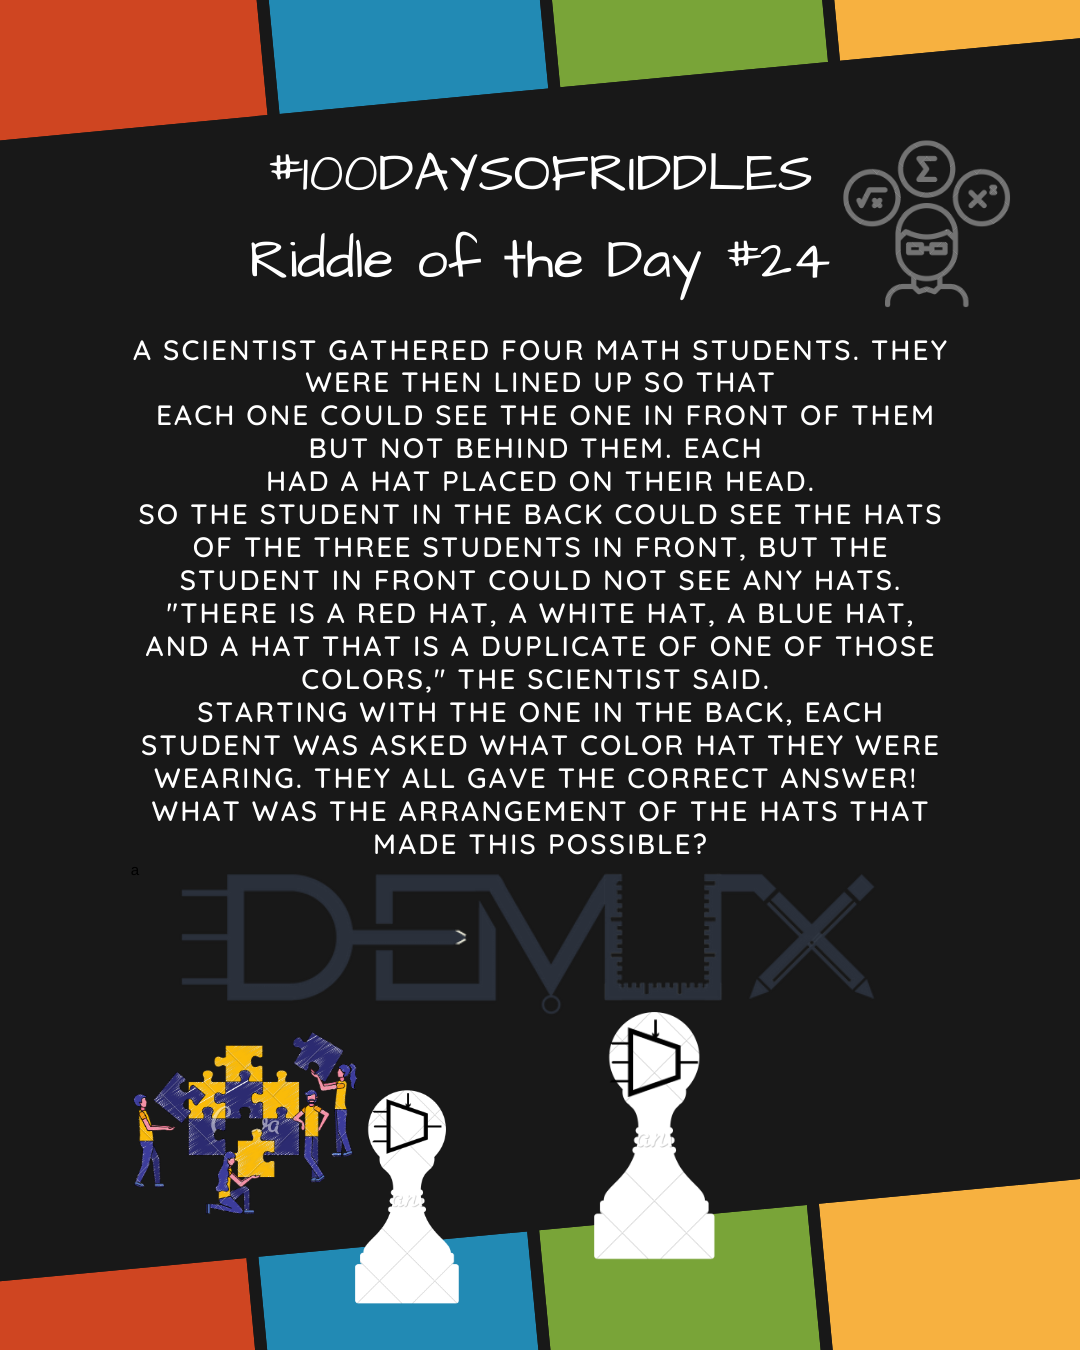 #100DAYSOFRIDDLES
Riddle of the Day #24
√x
Σ
x²
A SCIENTIST GATHERED FOUR MATH STUDENTS. THEY
WERE THEN LINED UP SO THAT
EACH ONE COULD SEE THE ONE IN FRONT OF THEM
BUT NOT BEHIND THEM. EACH
HAD A HAT PLACED ON THEIR HEAD.
SO THE STUDENT IN THE BACK COULD SEE THE HATS
OF THE THREE STUDENTS IN FRONT, BUT THE
STUDENT IN FRONT COULD NOT SEE ANY HATS.
"THERE IS A RED HAT, A WHITE HAT, A BLUE HAT,
AND A HAT THAT IS A DUPLICATE OF ONE OF THOSE
COLORS," THE SCIENTIST SAID.
STARTING WITH THE ONE IN THE BACK, EACH
STUDENT WAS ASKED WHAT COLOR HAT THEY WERE
WEARING. THEY ALL GAVE THE CORRECT ANSWER!
WHAT WAS THE ARRANGEMENT OF THE HATS THAT
MADE THIS POSSIBLE?
a
DEMUX